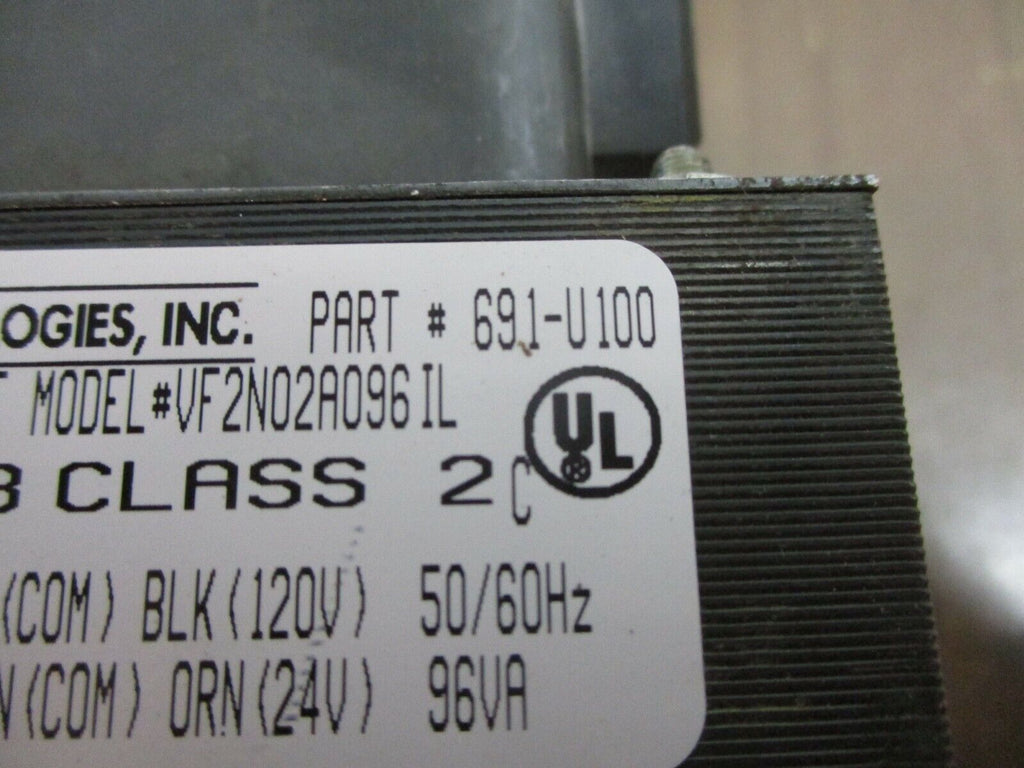 OGIES, INC. PART # 691-U100
MODEL#VF2N02A096IL
CLASS 2
C UL
(COM) BLK(120V) 50/60Hz
(COM) ORN(24V) 96VA